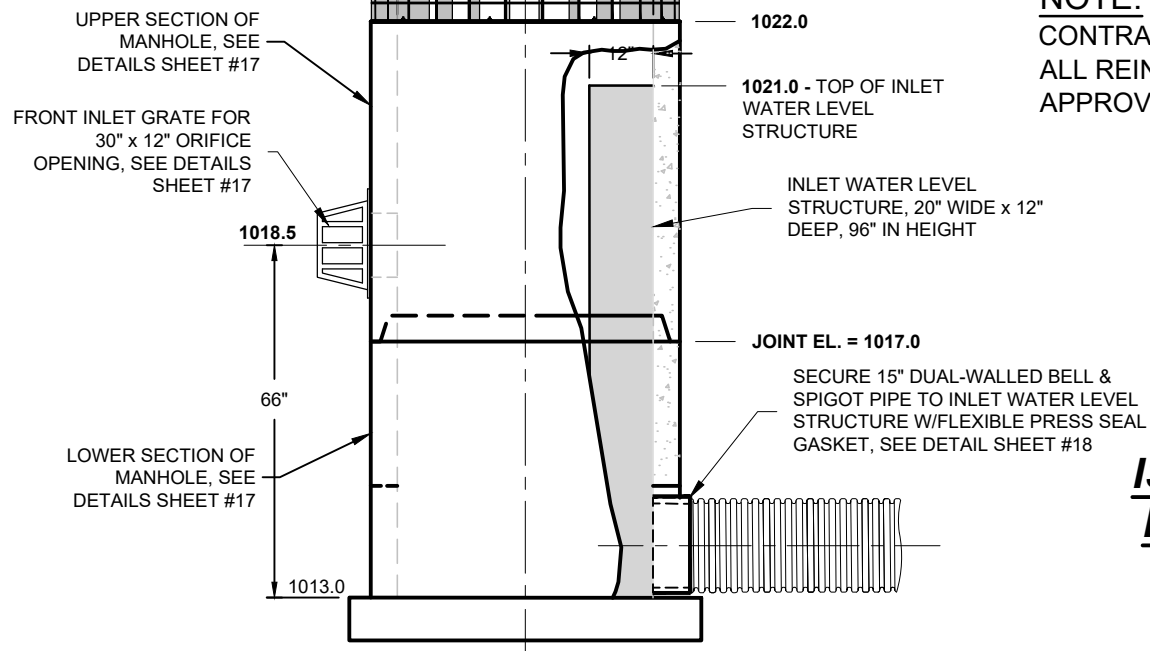 UPPER SECTION OF
MANHOLE, SEE
DETAILS SHEET #17
FRONT INLET GRATE FOR
30" x 12" ORIFICE
OPENING, SEE DETAILS
SHEET #17
1018.5
66"
LOWER SECTION OF
MANHOLE, SEE
DETAILS SHEET #17
1013.0
12"
1022.0
1021.0 - TOP OF INLET
WATER LEVEL
STRUCTURE
INLET WATER LEVEL
STRUCTURE, 20" WIDE x 12"
DEEP, 96" IN HEIGHT
JOINT EL. = 1017.0
SECURE 15" DUAL-WALLED BELL &
SPIGOT PIPE TO INLET WATER LEVEL
STRUCTURE W/FLEXIBLE PRESS SEAL
GASKET, SEE DETAIL SHEET #18
NOTE:
CONTRA
ALL REIN
APPROV